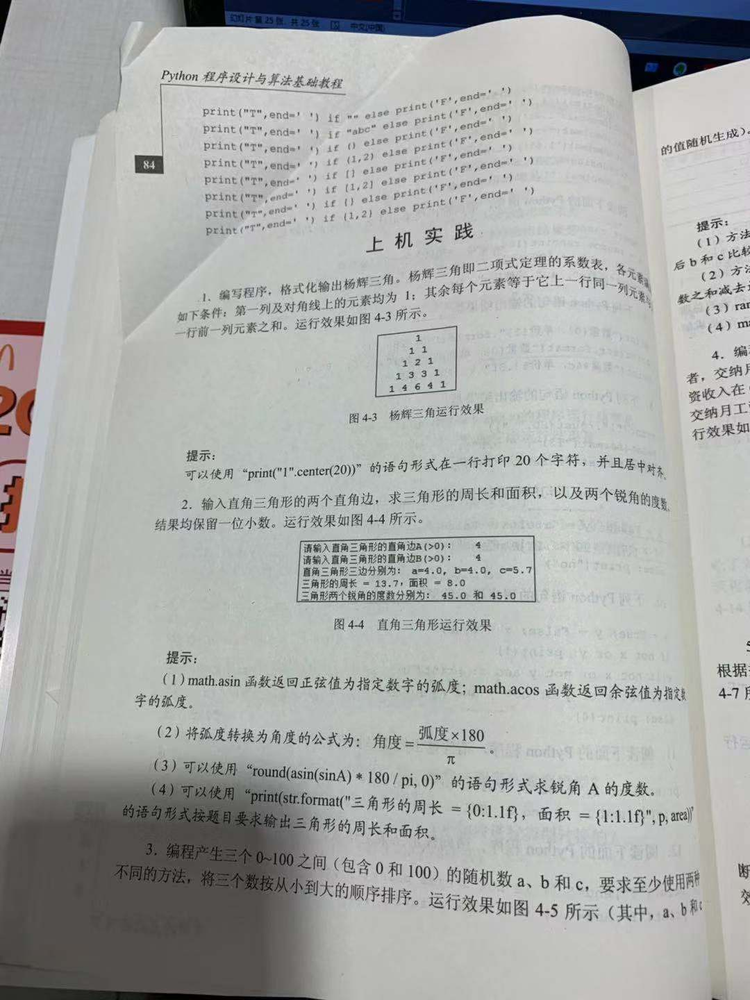 幻灯片 第 25 张，共 25 张 中文(中国)
Python 程序设计与算法基础教程
84
print("T",end=' ') if "" else print('F',end=' ')
print("T",end=' ') if "abc" else print('F',end=' ')
print("T",end=' ') if () else print('F',end=' ')
print("T",end=' ') if (1,2) else print('F',end=' ')
print("T",end=' ') if [] else print('F',end=' ')
print("T",end=' ') if [1,2] else print('F',end=' ')
print("T",end=' ') if {} else print('F',end=' ')
print("T",end=' ') if {1,2} else print('F',end=' ')
上 机 实 践
1．编写程序，格式化输出杨辉三角。杨辉三角即二项式定理的系数表，各元素
如下条件：第一列及对角线上的元素均为 1；其余每个元素等于它上一行同一列元素
一行前一列元素之和。运行效果如图 4-3 所示。
1
1 1
1 2 1
1 3 3 1
1 4 6 4 1
图 4-3 杨辉三角运行效果
提示：
可以使用“print("1".center(20))”的语句形式在一行打印 20 个字符，并且居中对齐。
2．输入直角三角形的两个直角边，求三角形的周长和面积，以及两个锐角的度数。
结果均保留一位小数。运行效果如图 4-4 所示。
请输入直角三角形的直角边A(>0)： 4
请输入直角三角形的直角边B(>0)： 4
直角三角形三边分别为： a=4.0, b=4.0, c=5.7
三角形的周长 = 13.7，面积 = 8.0
三角形两个锐角的度数分别为： 45.0 和 45.0
图 4-4 直角三角形运行效果
提示：
（1）math.asin 函数返回正弦值为指定数字的弧度；math.acos 函数返回余弦值为指定数
字的弧度。
（2）将弧度转换为角度的公式为：角度 = 弧度×180
π
。
（3）可以使用“round(asin(sinA) * 180 / pi, 0)”的语句形式求锐角 A 的度数。
（4）可以使用“print(str.format("三角形的周长 = {0:1.1f}，面积 = {1:1.1f}", p, area))”
的语句形式按题目要求输出三角形的周长和面积。
3．编程产生三个 0~100 之间（包含 0 和 100）的随机数 a、b 和 c，要求至少使用两种
不同的方法，将三个数按从小到大的顺序排序。运行效果如图 4-5 所示（其中，a、b 和 c
的值随机生成）。
提示：
（1）方法
后 b 和 c 比较
（2）方法
数之和减去
（3）ran
（4）ma
4．编
者，交纳月
资收入在
交纳月工
行效果如
根据
4-7 所
断
效
20